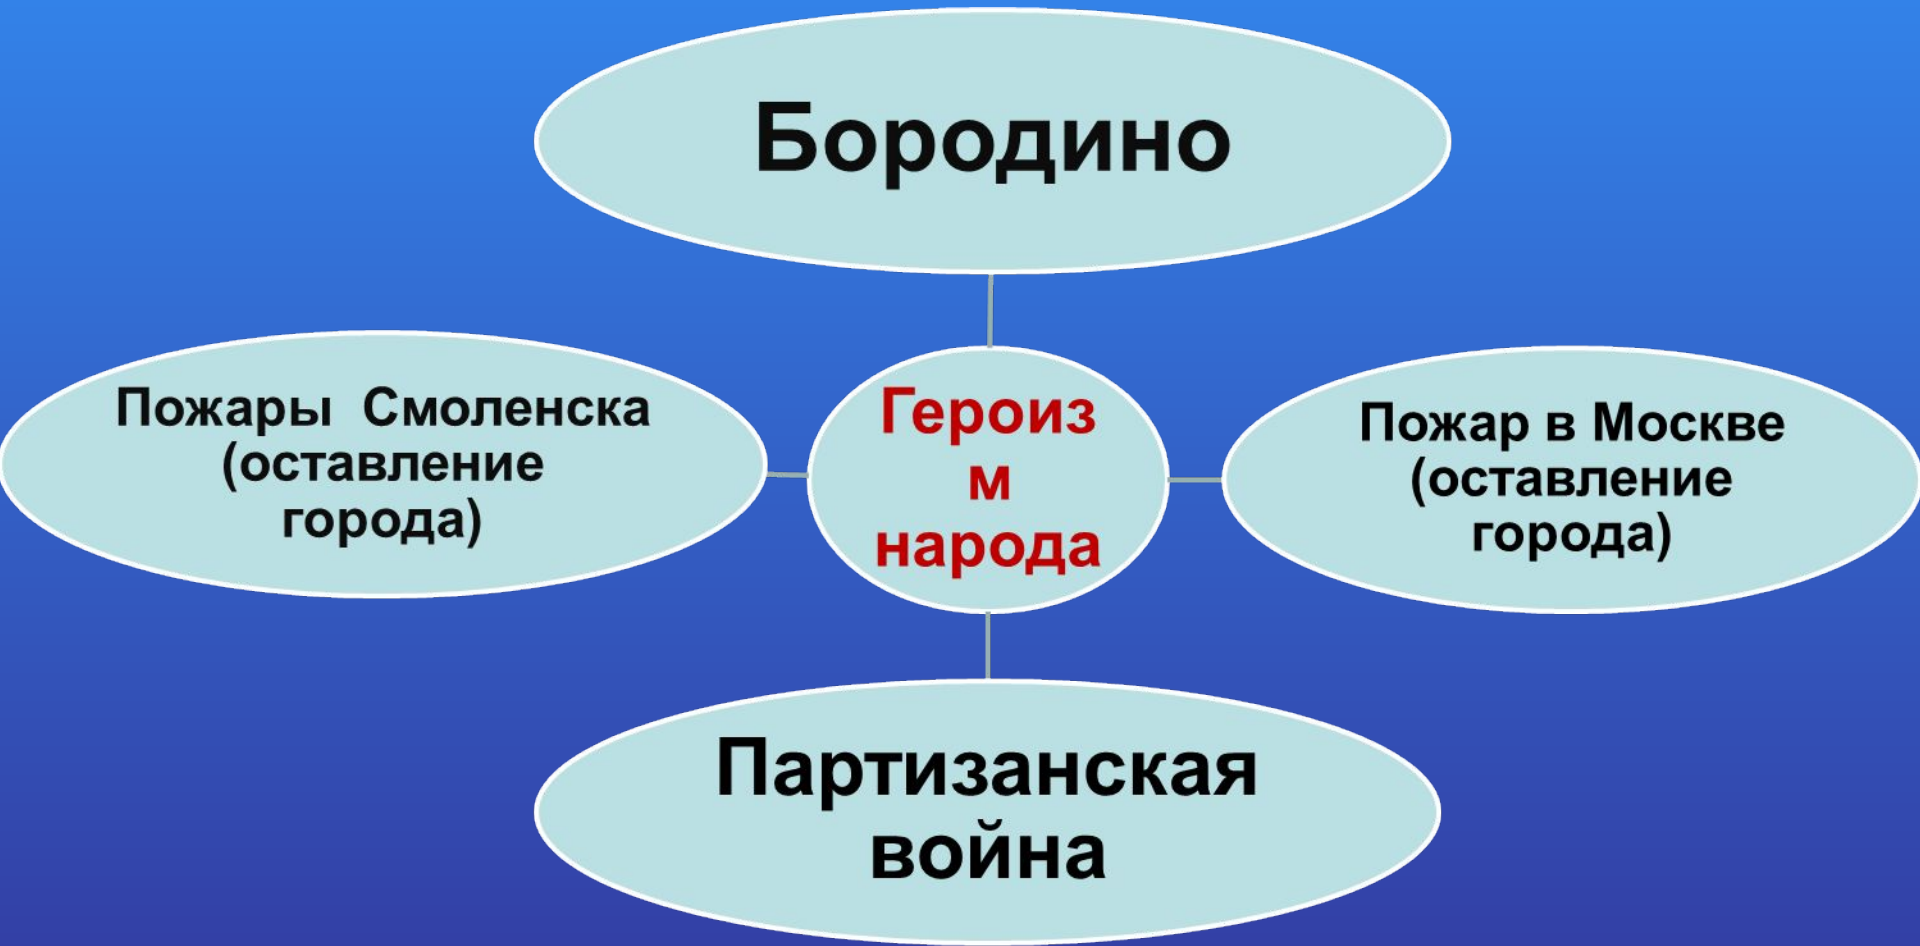 Бородино
Пожары Смоленска
(оставление
города)
Героиз
м
народа
Пожар в Москве
(оставление
города)
Партизанская
война